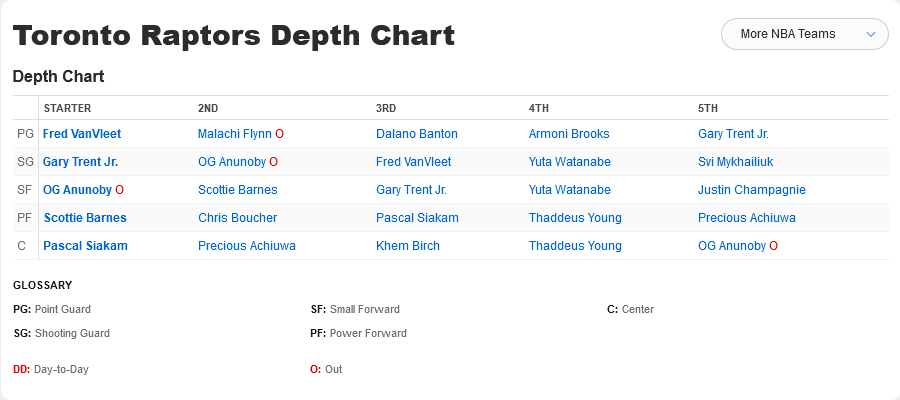 Toronto Raptors Depth Chart
More NBA Teams
Depth Chart
STARTER 2ND 3RD 4TH 5TH
PG Fred VanVleet Malachi Flynn O Dalano Banton Armoni Brooks Gary Trent Jr.
SG Gary Trent Jr. OG Anunoby O Fred VanVleet Yuta Watanabe Svi Mykhailiuk
SF OG Anunoby O Scottie Barnes Gary Trent Jr. Yuta Watanabe Justin Champagnie
PF Scottie Barnes Chris Boucher Pascal Siakam Thaddeus Young Precious Achiuwa
C Pascal Siakam Precious Achiuwa Khem Birch Thaddeus Young OG Anunoby O
GLOSSARY
PG: Point Guard SF: Small Forward C: Center
SG: Shooting Guard PF: Power Forward
DD: Day-to-Day O: Out